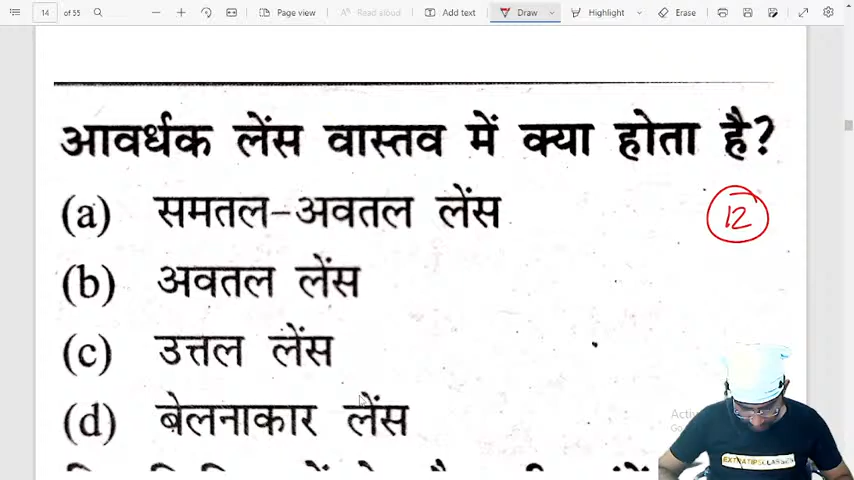 14 of 55 Page view Read aloud Add text Draw Highlight Erase
आवर्धक लेंस वास्तव में क्या होता है?
(a) समतल-अवतल लेंस
12
(b) अवतल लेंस
(c) उत्तल लेंस
(d) बेलनाकार लेंस